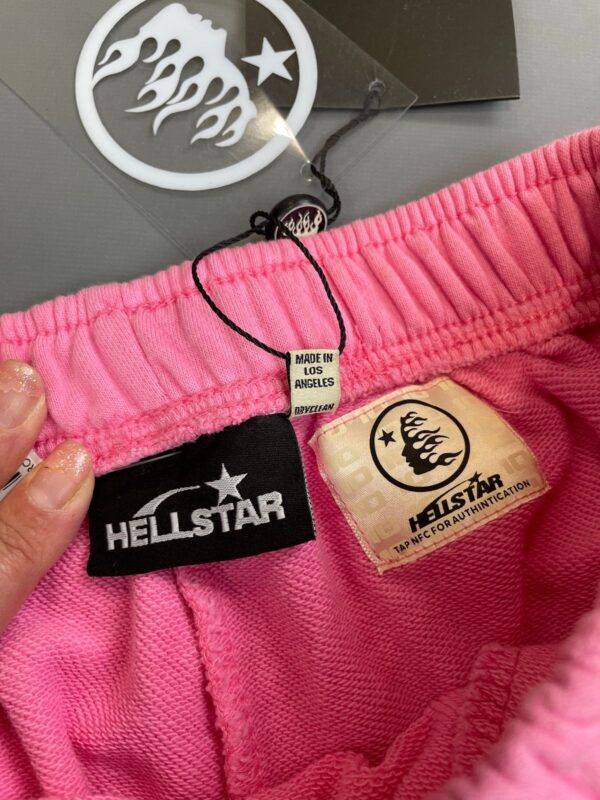 MADE IN
LOS
ANGELES
DRYCLEAN
HELLSTAR
HELLSTAR
TAP NFC FOR AUTHINTICATION